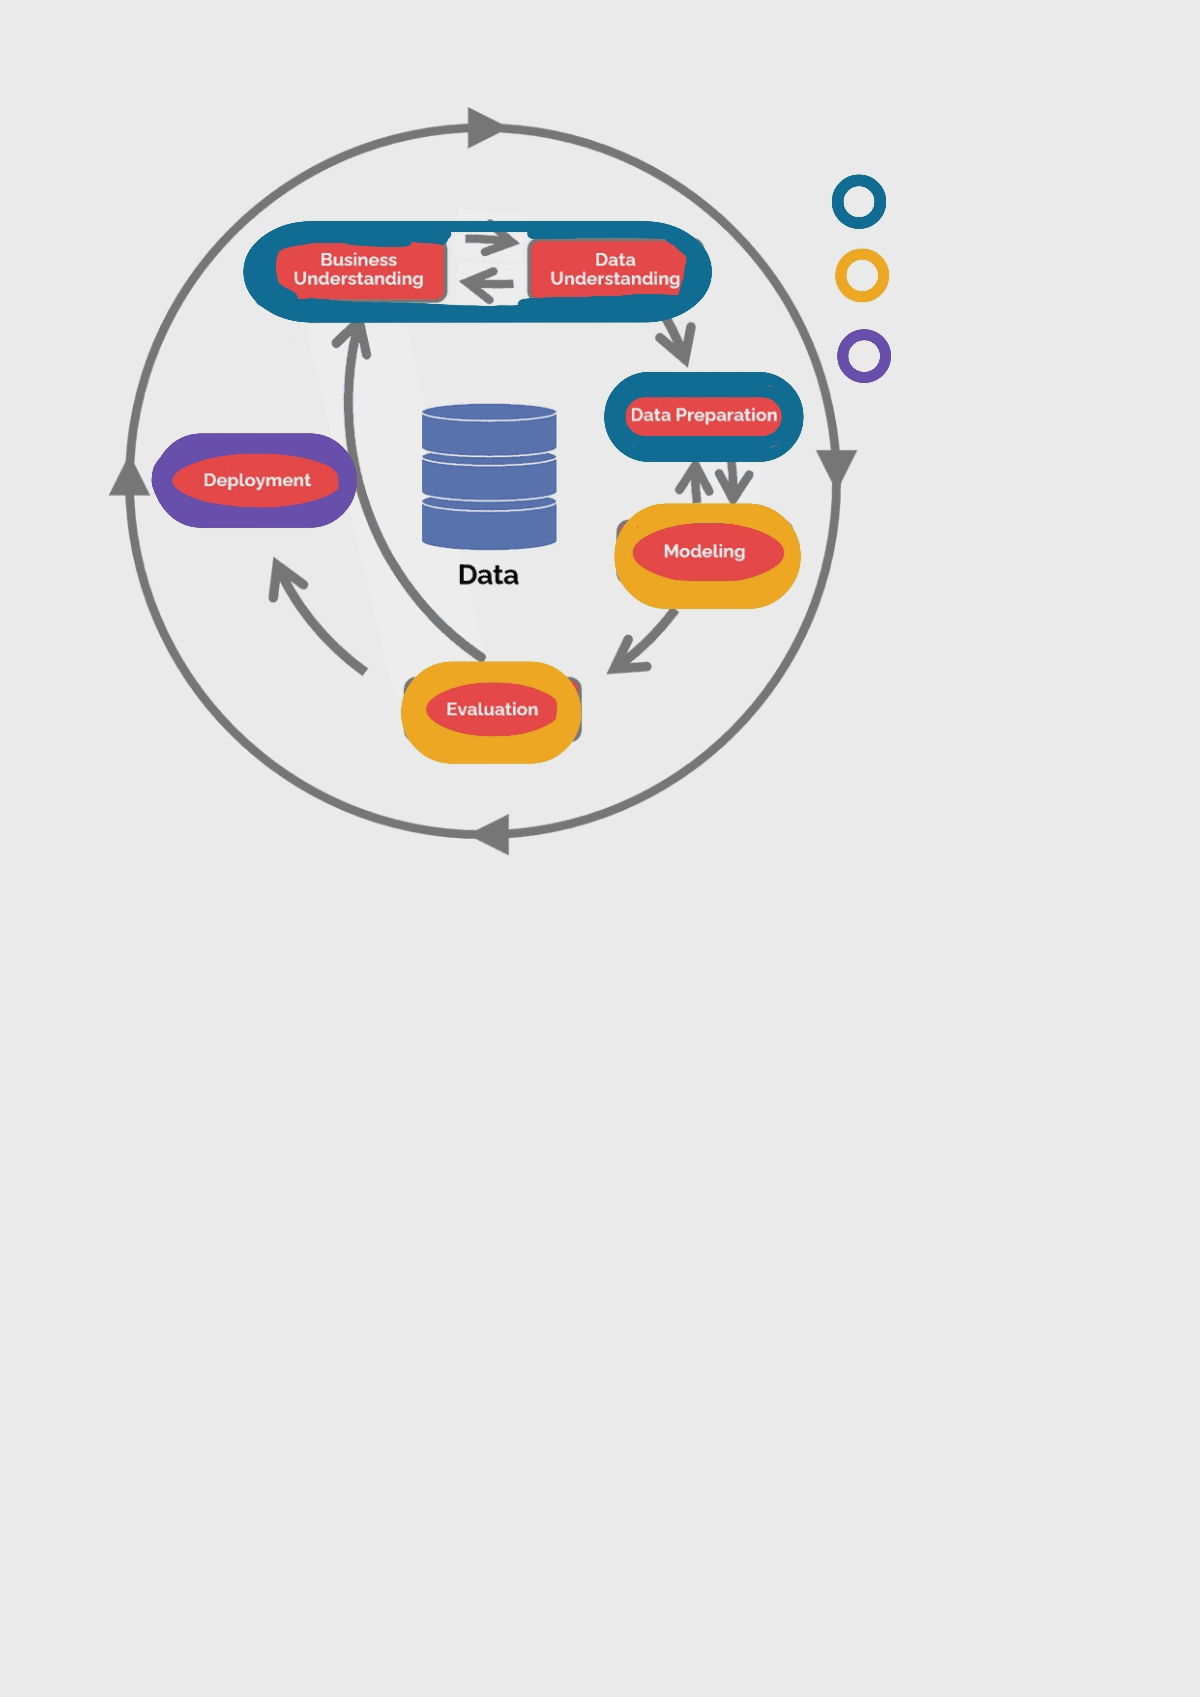 Business
Understanding
Data
Understanding
Data Preparation
Deployment
Modeling
Data
Evaluation